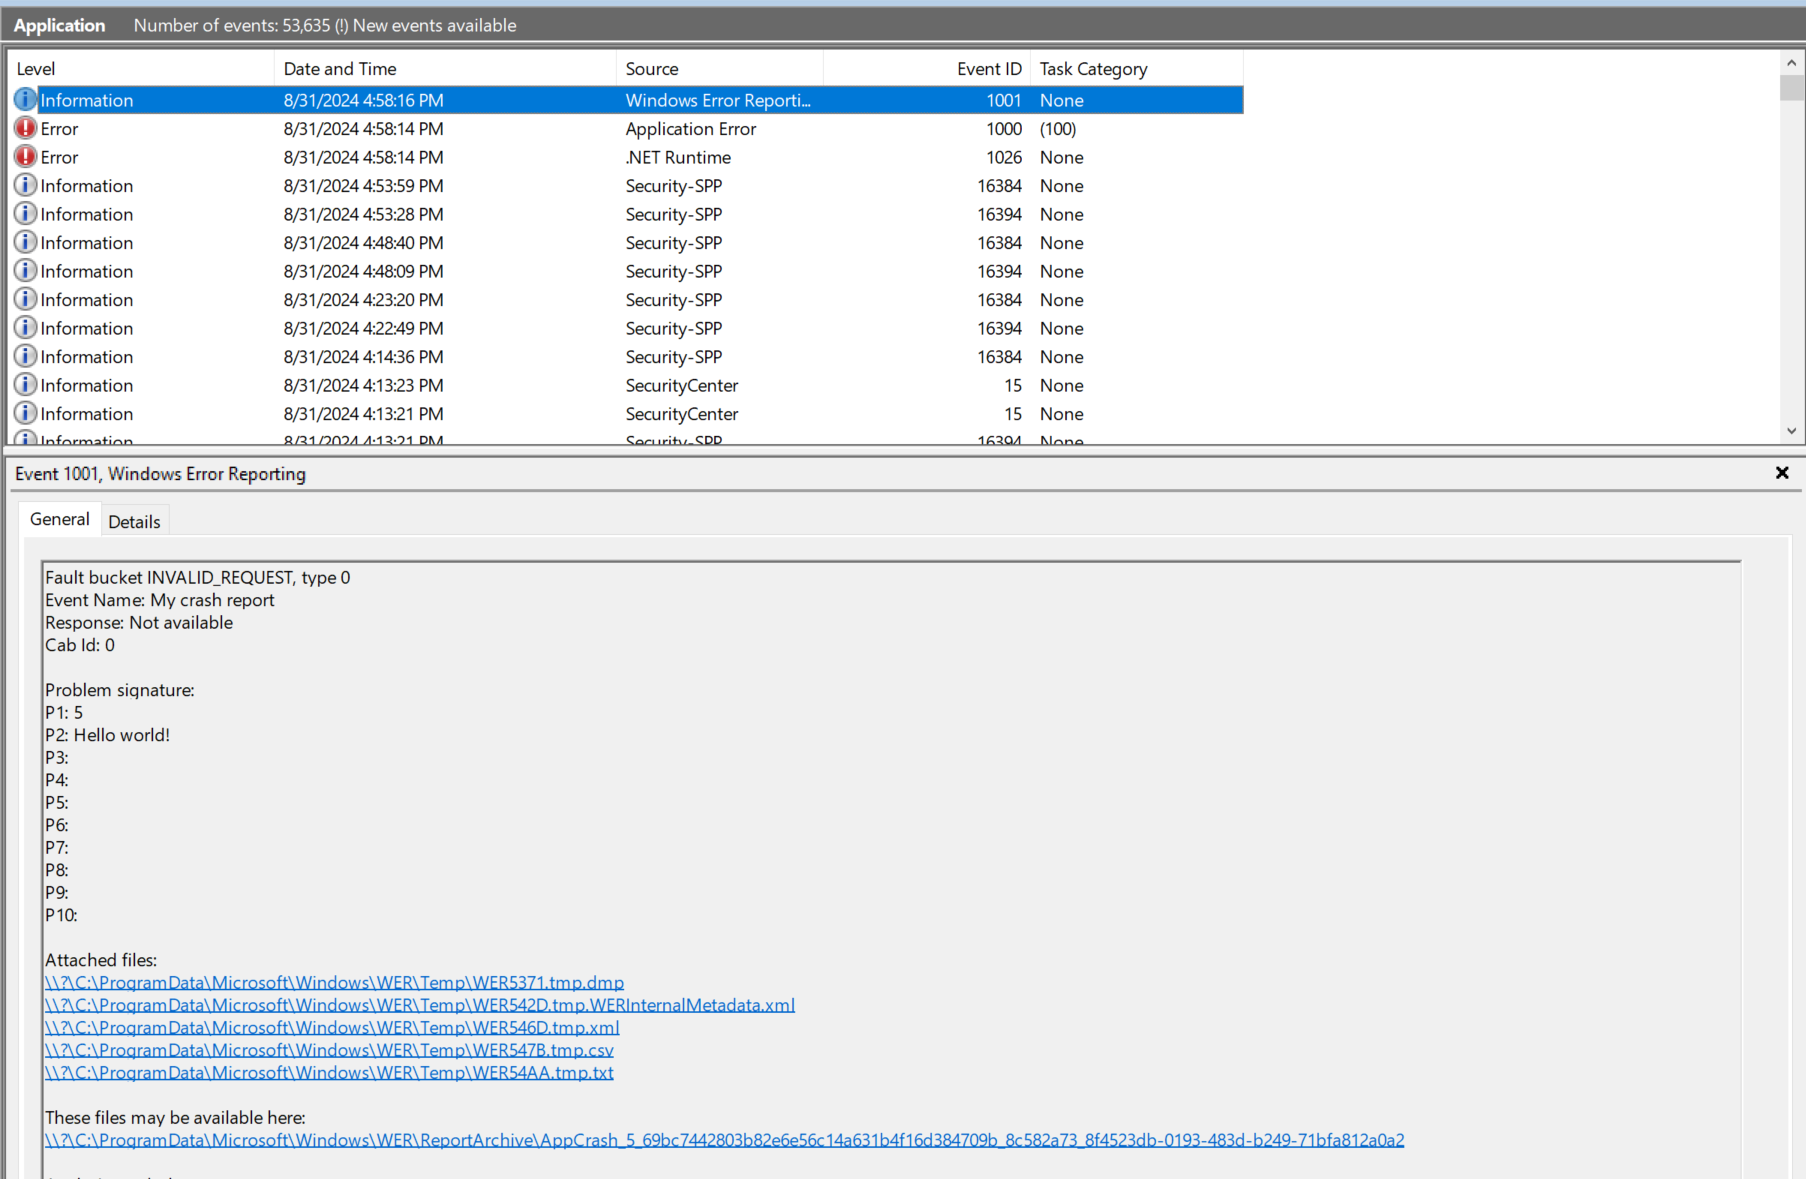 Application Number of events: 53,635 (!) New events available
Level Date and Time Source Event ID Task Category
Information 8/31/2024 4:58:16 PM Windows Error Reporti... 1001 None
Error 8/31/2024 4:58:14 PM Application Error 1000 (100)
Error 8/31/2024 4:58:14 PM .NET Runtime 1026 None
Information 8/31/2024 4:53:59 PM Security-SPP 16384 None
Information 8/31/2024 4:53:28 PM Security-SPP 16394 None
Information 8/31/2024 4:48:40 PM Security-SPP 16384 None
Information 8/31/2024 4:48:09 PM Security-SPP 16394 None
Information 8/31/2024 4:23:20 PM Security-SPP 16384 None
Information 8/31/2024 4:22:49 PM Security-SPP 16394 None
Information 8/31/2024 4:14:36 PM Security-SPP 16384 None
Information 8/31/2024 4:13:23 PM SecurityCenter 15 None
Information 8/31/2024 4:13:21 PM SecurityCenter 15 None
Information 8/31/2024 4:13:21 PM Security-SPP 16394 None
Event 1001, Windows Error Reporting
General Details
Fault bucket INVALID_REQUEST, type 0
Event Name: My crash report
Response: Not available
Cab Id: 0
Problem signature:
P1: 5
P2: Hello world!
P3:
P4:
P5:
P6:
P7:
P8:
P9:
P10:
Attached files:
\\?\C:\ProgramData\Microsoft\Windows\WER\Temp\WER5371.tmp.dmp
\\?\C:\ProgramData\Microsoft\Windows\WER\Temp\WER542D.tmp.WERInternalMetadata.xml
\\?\C:\ProgramData\Microsoft\Windows\WER\Temp\WER546D.tmp.xml
\\?\C:\ProgramData\Microsoft\Windows\WER\Temp\WER547B.tmp.csv
\\?\C:\ProgramData\Microsoft\Windows\WER\Temp\WER54AA.tmp.txt
These files may be available here:
\\?\C:\ProgramData\Microsoft\Windows\WER\ReportArchive\AppCrash_5_69bc7442803b82e6e56c14a631b4f16d384709b_8c582a73_8f4523db-0193-483d-b249-71bfa812a0a2